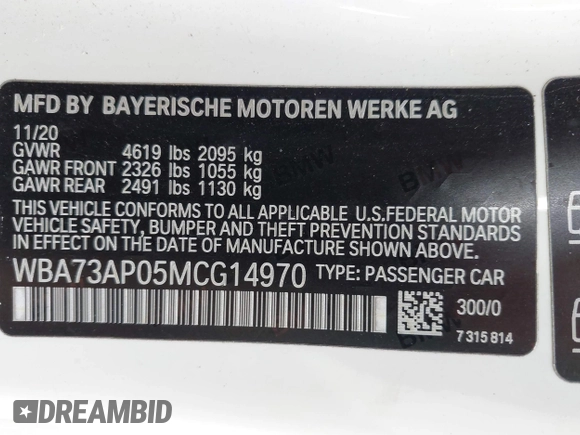 MFD BY BAYERISCHE MOTOREN WERKE AG
11/20
GVWR 4619 lbs 2095 kg
GAWR FRONT 2326 lbs 1055 kg
GAWR REAR 2491 lbs 1130 kg
THIS VEHICLE CONFORMS TO ALL APPLICABLE U.S.FEDERAL MOTOR
VEHICLE SAFETY, BUMPER AND THEFT PREVENTION STANDARDS
IN EFFECT ON THE DATE OF MANUFACTURE SHOWN ABOVE.
WBA73AP05MCG14970 TYPE: PASSENGER CAR
300/0
7 315 814
BMW
BMW
DREAMBID